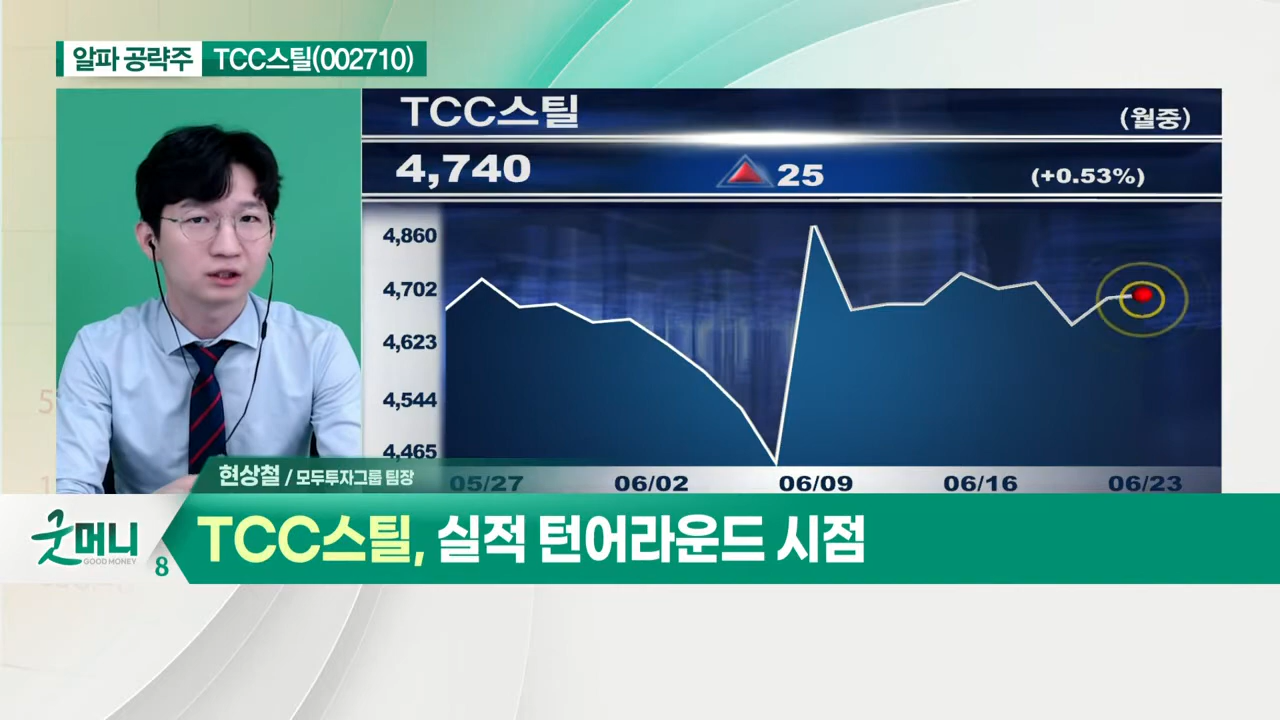 알파 공략주 TCC스틸(002710)
TCC스틸 (월중)
4,740 ▲ 25 (+0.53%)
4,860
4,702
4,623
4,544
4,465
05/27 06/02 06/09 06/16 06/23
현상철 / 모두투자그룹 팀장
굿머니
GOOD MONEY
8
TCC스틸, 실적 턴어라운드 시점